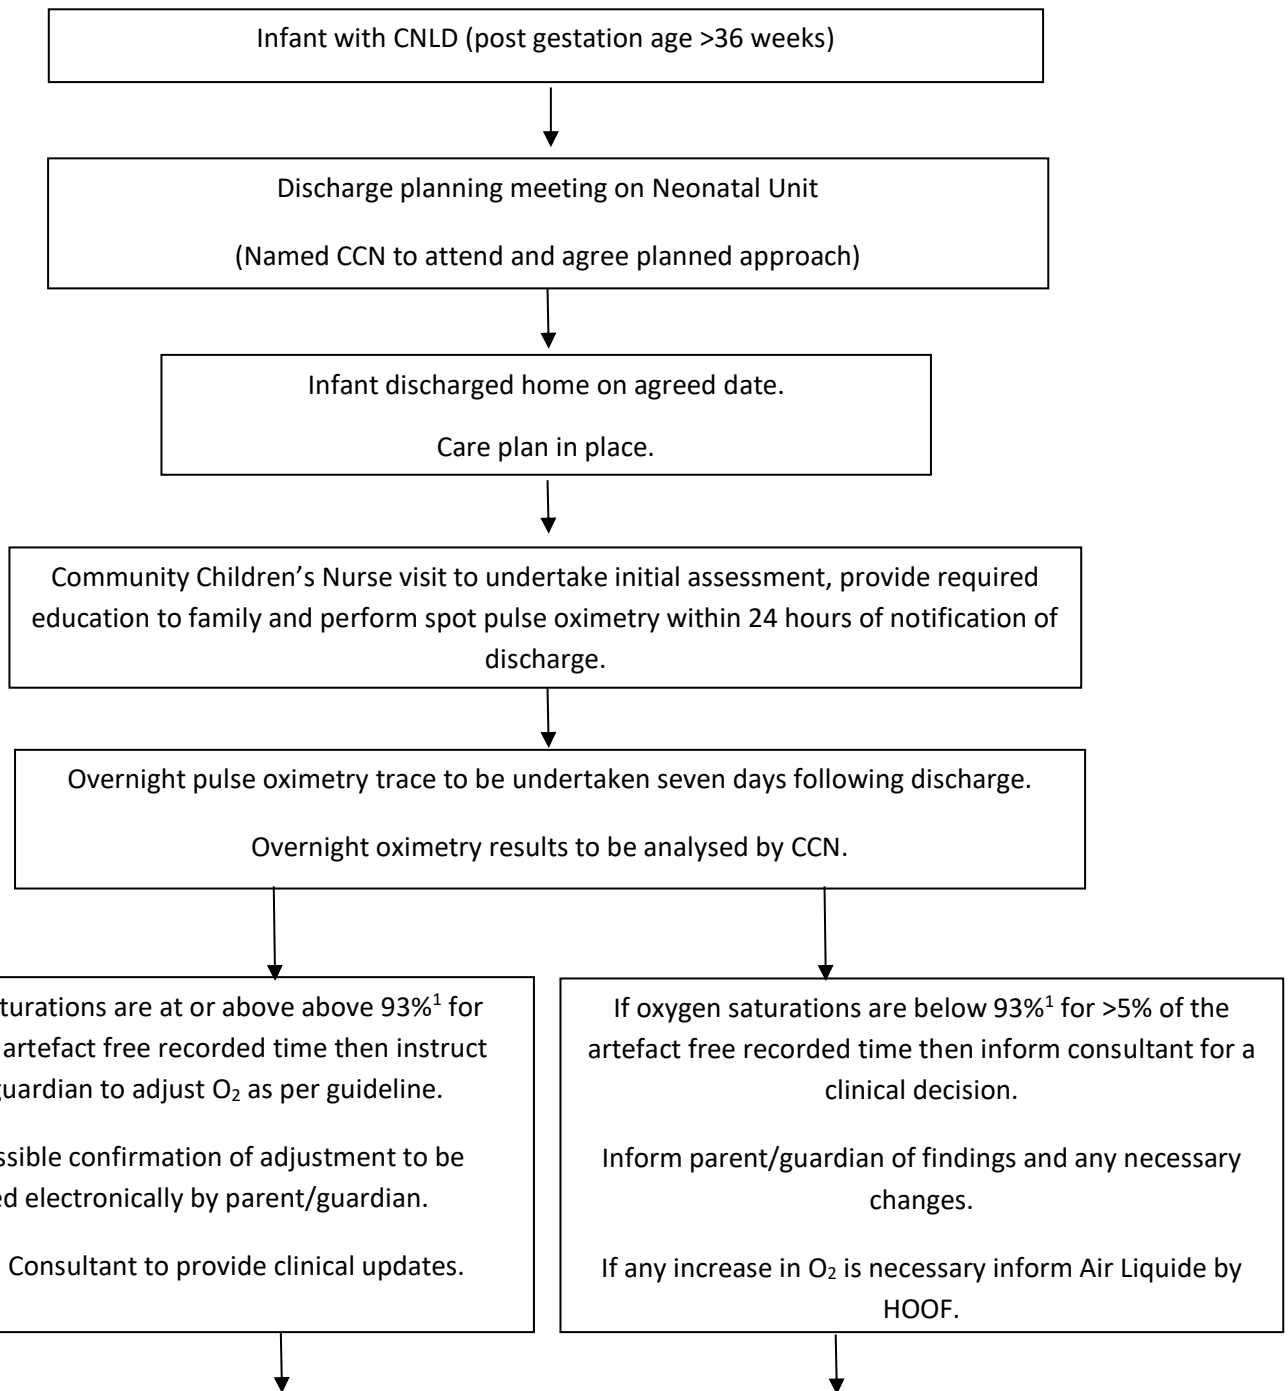 Infant with CNLD (post gestation age >36 weeks)
Discharge planning meeting on Neonatal Unit
(Named CCN to attend and agree planned approach)
Infant discharged home on agreed date.
Care plan in place.
Community Children’s Nurse visit to undertake initial assessment, provide required
education to family and perform spot pulse oximetry within 24 hours of notification of
discharge.
Overnight pulse oximetry trace to be undertaken seven days following discharge.
Overnight oximetry results to be analysed by CCN.
are at or above above 93%¹ for
artefact free recorded time then instruct
to adjust O₂ as per guideline.
confirmation of adjustment to be
electronically by parent/guardian.
Consultant to provide clinical updates.
If oxygen saturations are below 93%¹ for >5% of the
artefact free recorded time then inform consultant for a
clinical decision.
Inform parent/guardian of findings and any necessary
changes.
If any increase in O₂ is necessary inform Air Liquide by
HOOF.